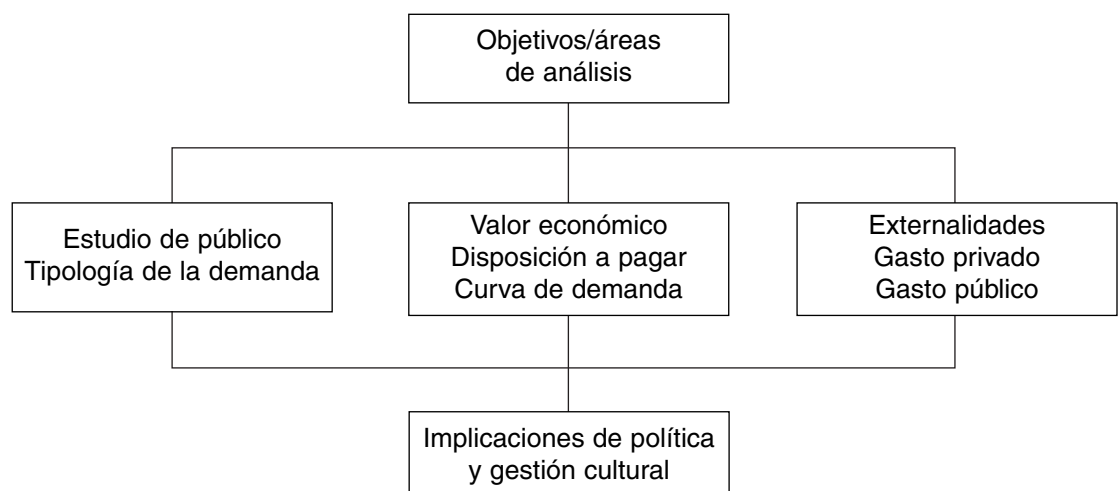 Objetivos/áreas
de análisis
Estudio de público
Tipología de la demanda
Valor económico
Disposición a pagar
Curva de demanda
Externalidades
Gasto privado
Gasto público
Implicaciones de política
y gestión cultural